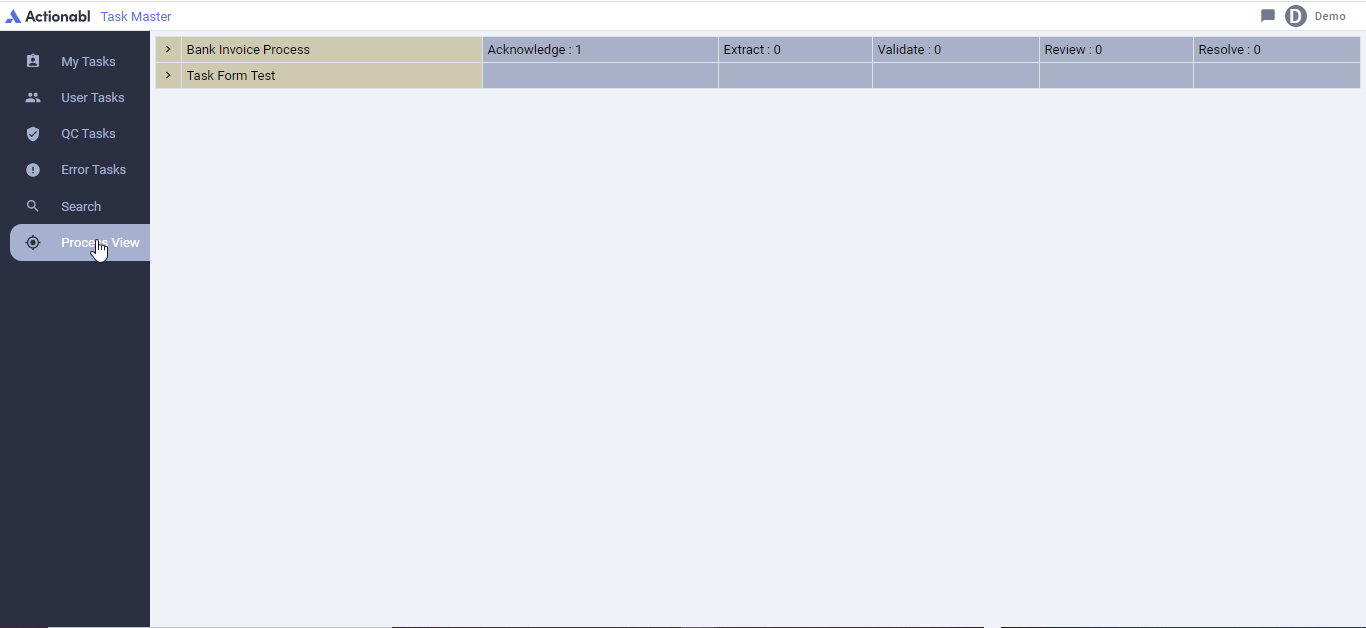 Actionabl Task Master
D Demo
My Tasks
User Tasks
QC Tasks
Error Tasks
Search
Process View
Bank Invoice Process Acknowledge : 1 Extract : 0 Validate : 0 Review : 0 Resolve : 0
Task Form Test